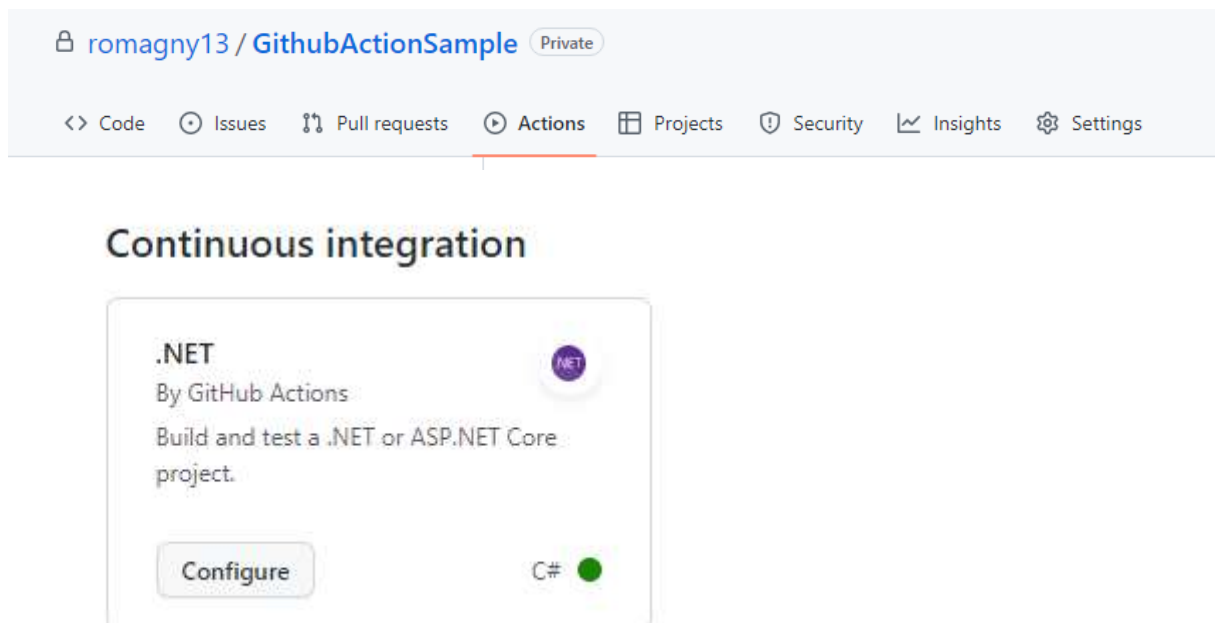 romagny13 / GithubActionSample Private
<> Code Issues Pull requests Actions Projects Security Insights Settings
Continuous integration
.NET
NET
By GitHub Actions
Build and test a .NET or ASP.NET Core
project.
Configure C#